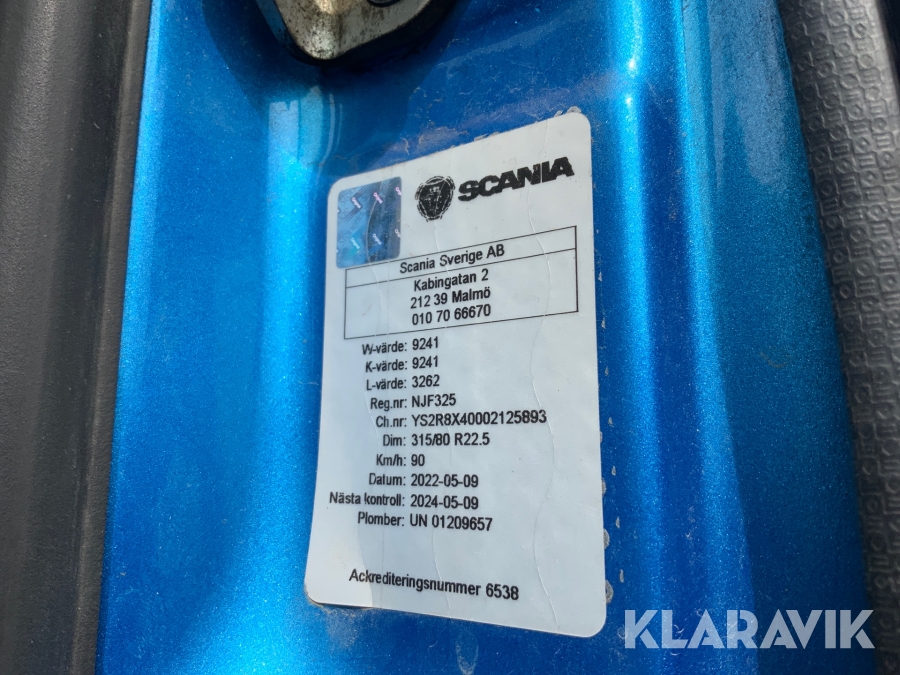 SCANIA
Scania Sverige AB
Kabingatan 2
212 39 Malmö
010 70 66670
W-värde: 9241
K-värde: 9241
L-värde: 3262
Reg.nr: NJF325
Ch.nr: YS2R8X40002125893
Dim: 315/80 R22.5
Km/h: 90
Datum: 2022-05-09
Nästa kontroll: 2024-05-09
Plomber: UN 01209657
Ackrediteringsnummer 6538
KLARAVIK